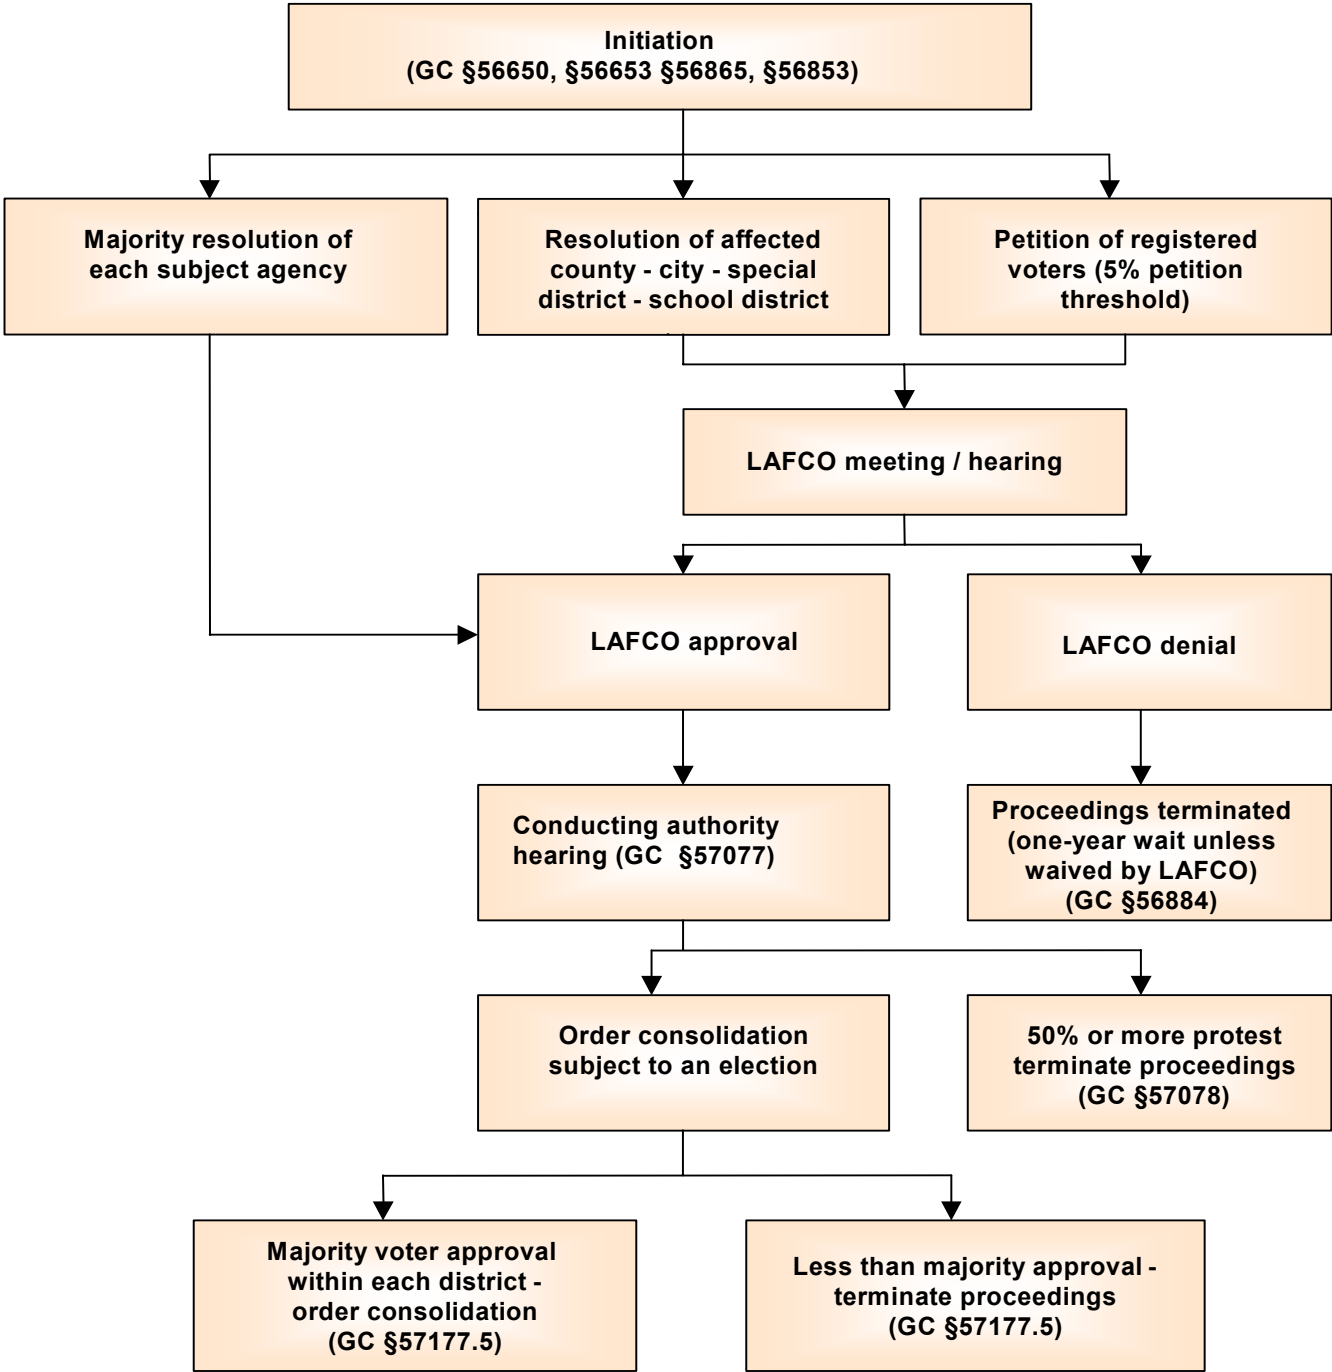 Initiation
(GC §56650, §56653 §56865, §56853)
Majority resolution of
each subject agency
Resolution of affected
county - city - special
district - school district
Petition of registered
voters (5% petition
threshold)
LAFCO meeting / hearing
LAFCO approval
LAFCO denial
Conducting authority
hearing (GC  §57077)
Proceedings terminated
(one-year wait unless
waived by LAFCO)
(GC §56884)
Order consolidation
subject to an election
50% or more protest
terminate proceedings
(GC §57078)
Majority voter approval
within each district -
order consolidation
(GC §57177.5)
Less than majority approval -
terminate proceedings
(GC §57177.5)